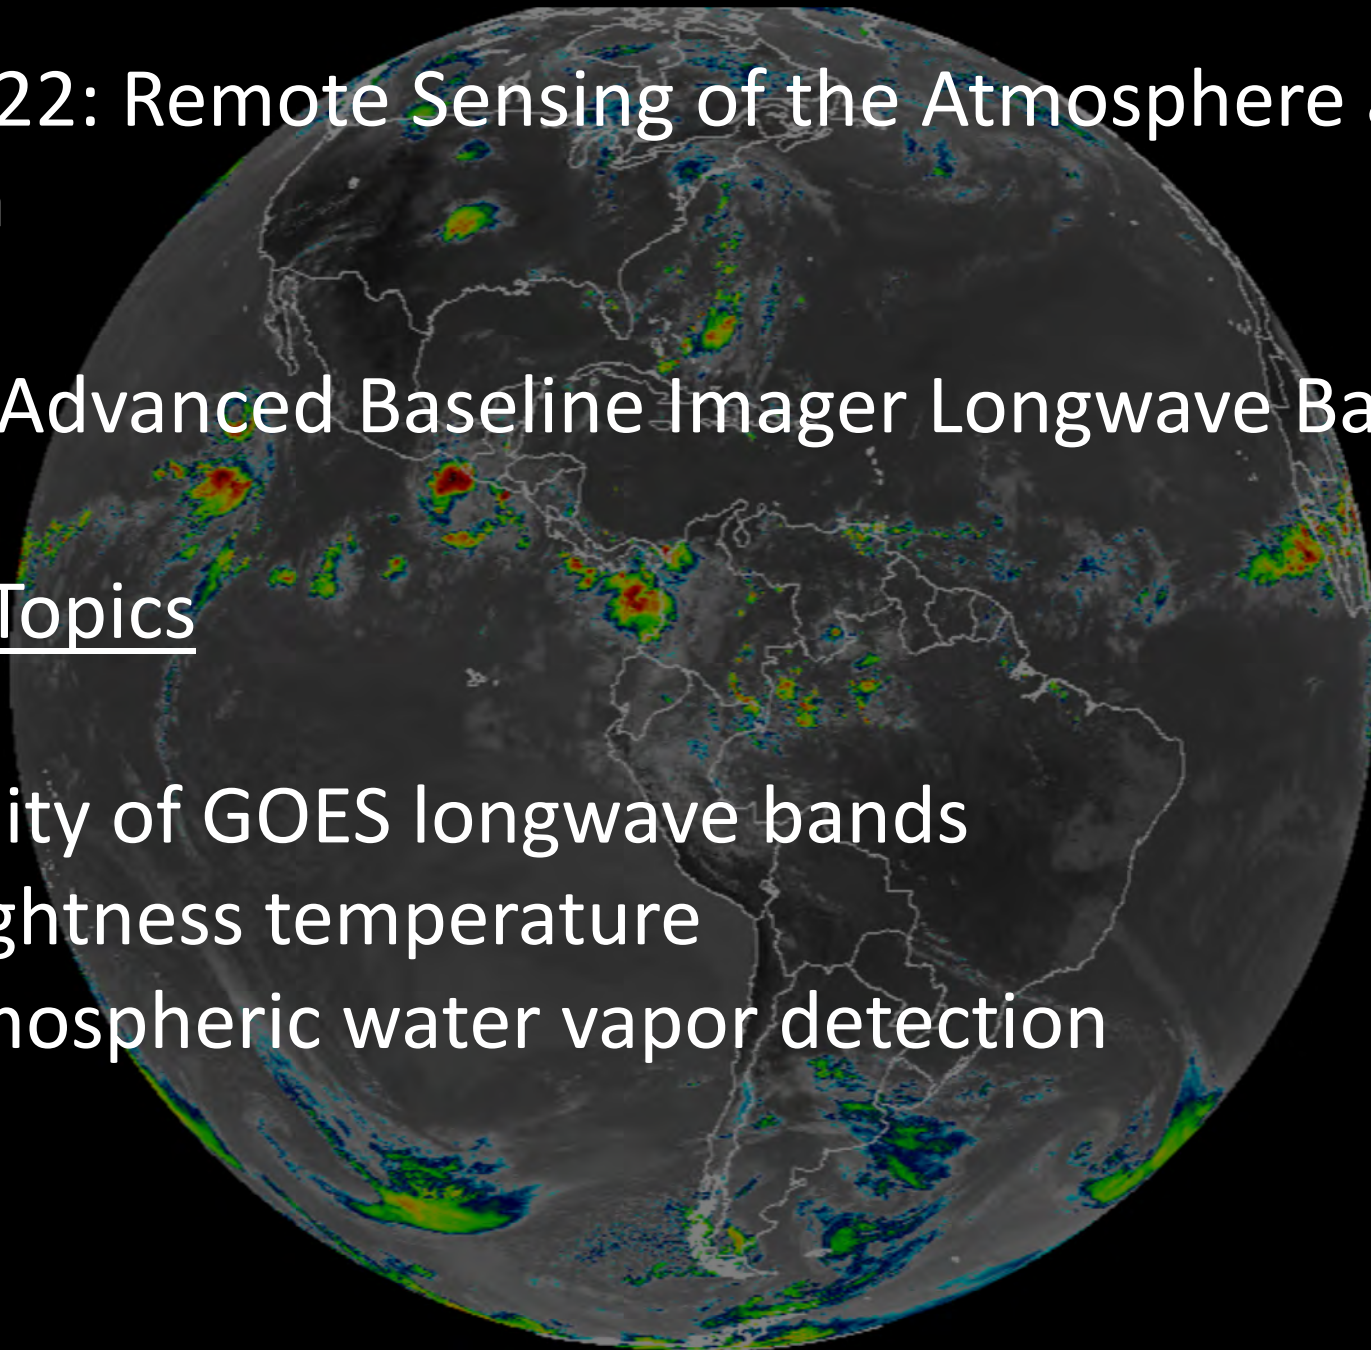 22: Remote Sensing of the Atmosphere
Advanced Baseline Imager Longwave Ba
Topics
ity of GOES longwave bands
ghtness temperature
mospheric water vapor detection